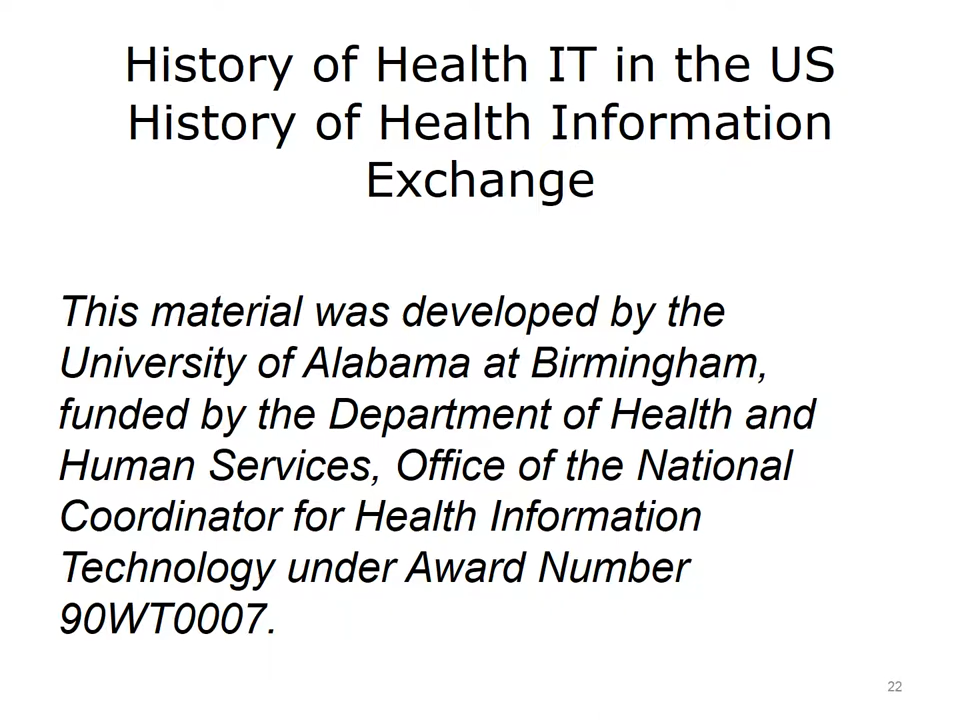 History of Health IT in the US
History of Health Information
Exchange
This material was developed by the
University of Alabama at Birmingham,
funded by the Department of Health and
Human Services, Office of the National
Coordinator for Health Information
Technology under Award Number
90WT0007.
22